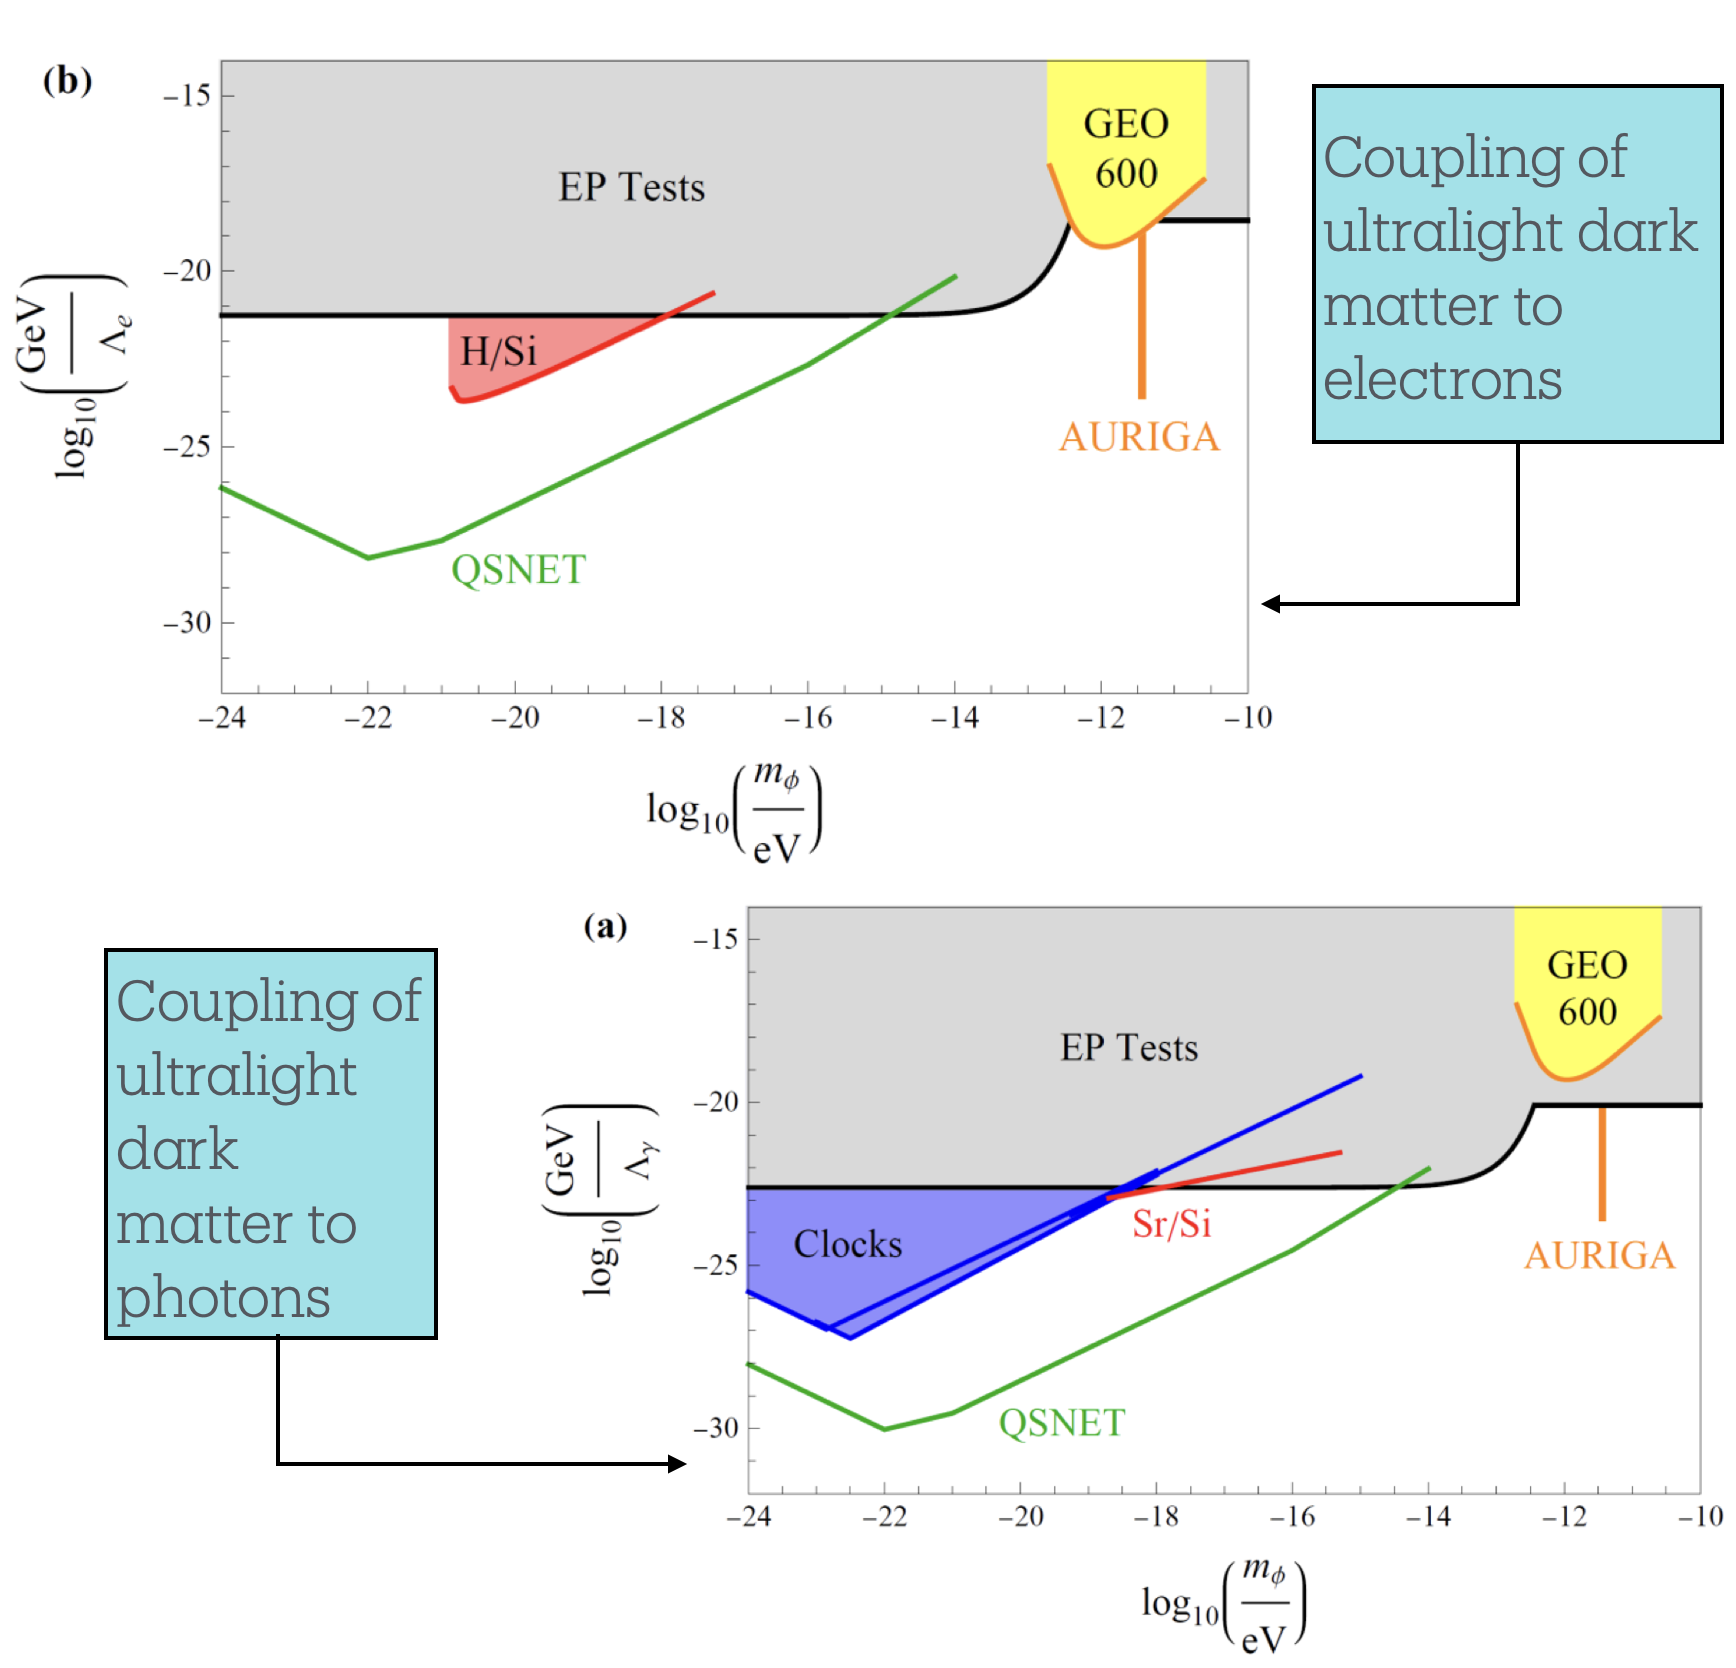 (b)
−15
−20
−25
−30
log10(GeV/Λe)
EP Tests
GEO
600
H/Si
AURIGA
QSNET
−24 −22 −20 −18 −16 −14 −12 −10
log10(mϕ/eV)
Coupling of
ultralight dark
matter to
electrons
(a)
−15
−20
−25
−30
log10(GeV/Λγ)
EP Tests
GEO
600
Clocks
Sr/Si
AURIGA
QSNET
−24 −22 −20 −18 −16 −14 −12 −10
log10(mϕ/eV)
Coupling of
ultralight
dark
matter to
photons